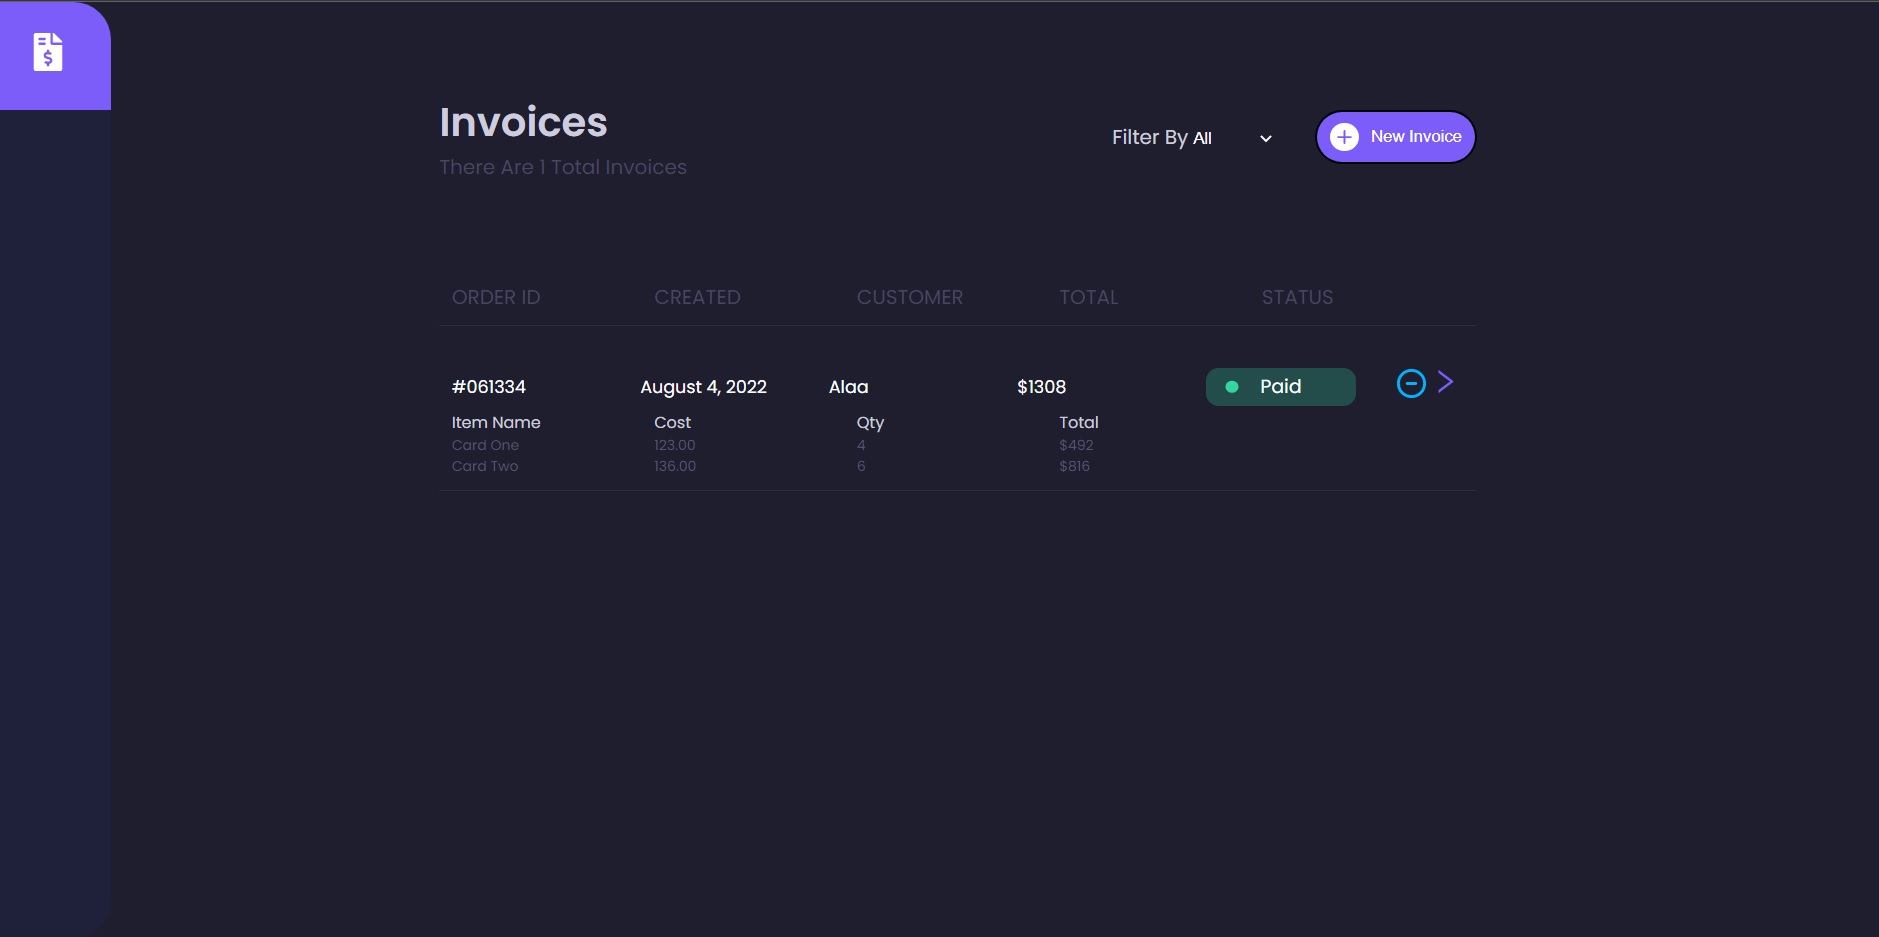 Invoices
There Are 1 Total Invoices
Filter By All
New Invoice
ORDER ID CREATED CUSTOMER TOTAL STATUS
#061334 August 4, 2022 Alaa $1308 Paid
Item Name Cost Qty Total
Card One 123.00 4 $492
Card Two 136.00 6 $816